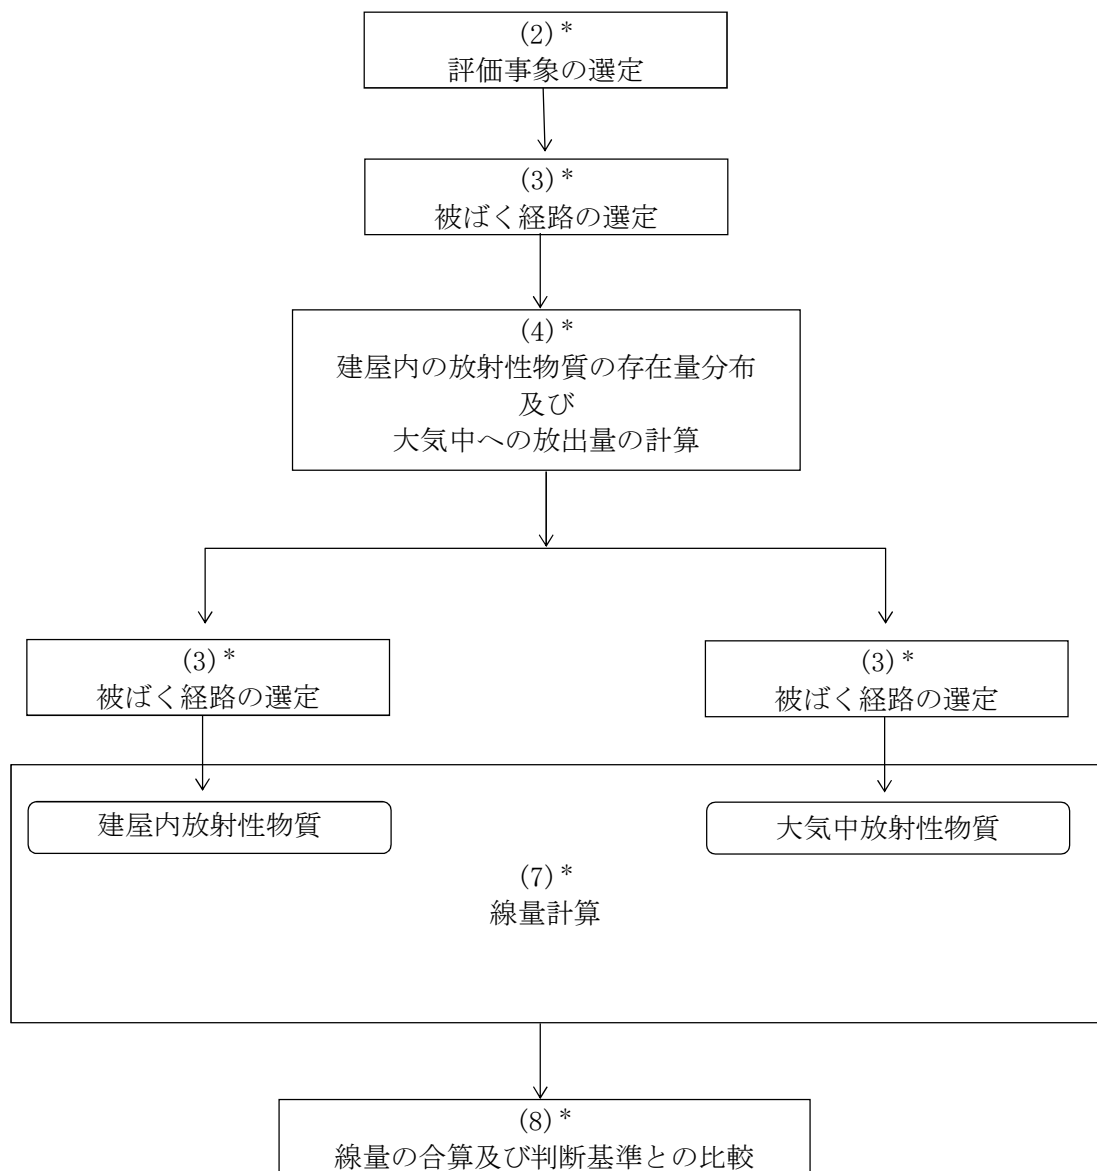 (2)*
評価事象の選定
(3)*
被ばく経路の選定
(4)*
建屋内の放射性物質の存在量分布
及び
大気中への放出量の計算
(3)*
被ばく経路の選定
(3)*
被ばく経路の選定
建屋内放射性物質
大気中放射性物質
(7)*
線量計算
(8)*
線量の合算及び判断基準との比較